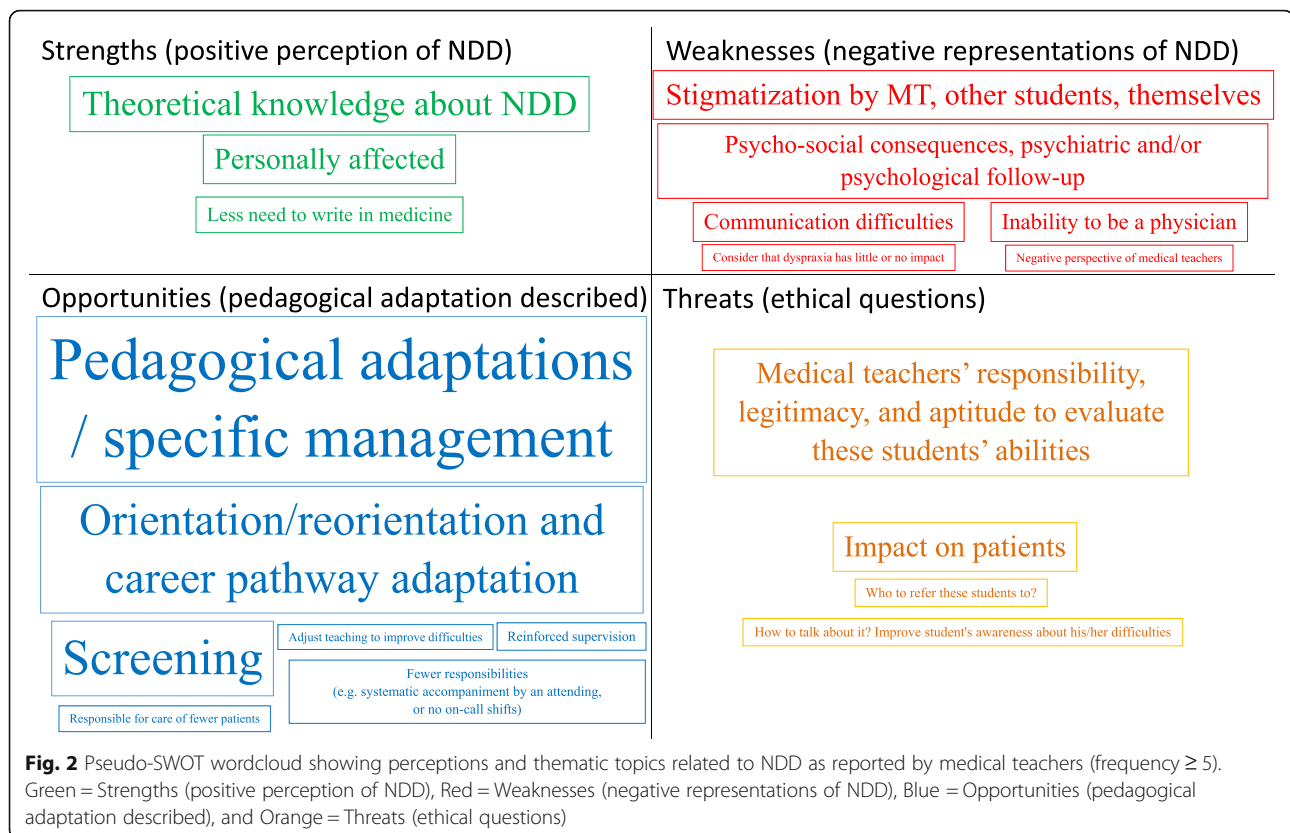 Strengths (positive perception of NDD)
Theoretical knowledge about NDD
Personally affected
Less need to write in medicine
Weaknesses (negative representations of NDD)
Stigmatization by MT, other students, themselves
Psycho-social consequences, psychiatric and/or
psychological follow-up
Communication difficulties
Inability to be a physician
Consider that dyspraxia has little or no impact
Negative perspective of medical teachers
Opportunities (pedagogical adaptation described)
Pedagogical adaptations
/ specific management
Orientation/reorientation and
career pathway adaptation
Screening
Adjust teaching to improve difficulties
Reinforced supervision
Fewer responsibilities
(e.g. systematic accompaniment by an attending,
or no on-call shifts)
Responsible for care of fewer patients
Threats (ethical questions)
Medical teachers’ responsibility,
legitimacy, and aptitude to evaluate
these students’ abilities
Impact on patients
Who to refer these students to?
How to talk about it? Improve student's awareness about his/her difficulties
Fig. 2 Pseudo-SWOT wordcloud showing perceptions and thematic topics related to NDD as reported by medical teachers (frequency ≥ 5).
Green = Strengths (positive perception of NDD), Red = Weaknesses (negative representations of NDD), Blue = Opportunities (pedagogical
adaptation described), and Orange = Threats (ethical questions)